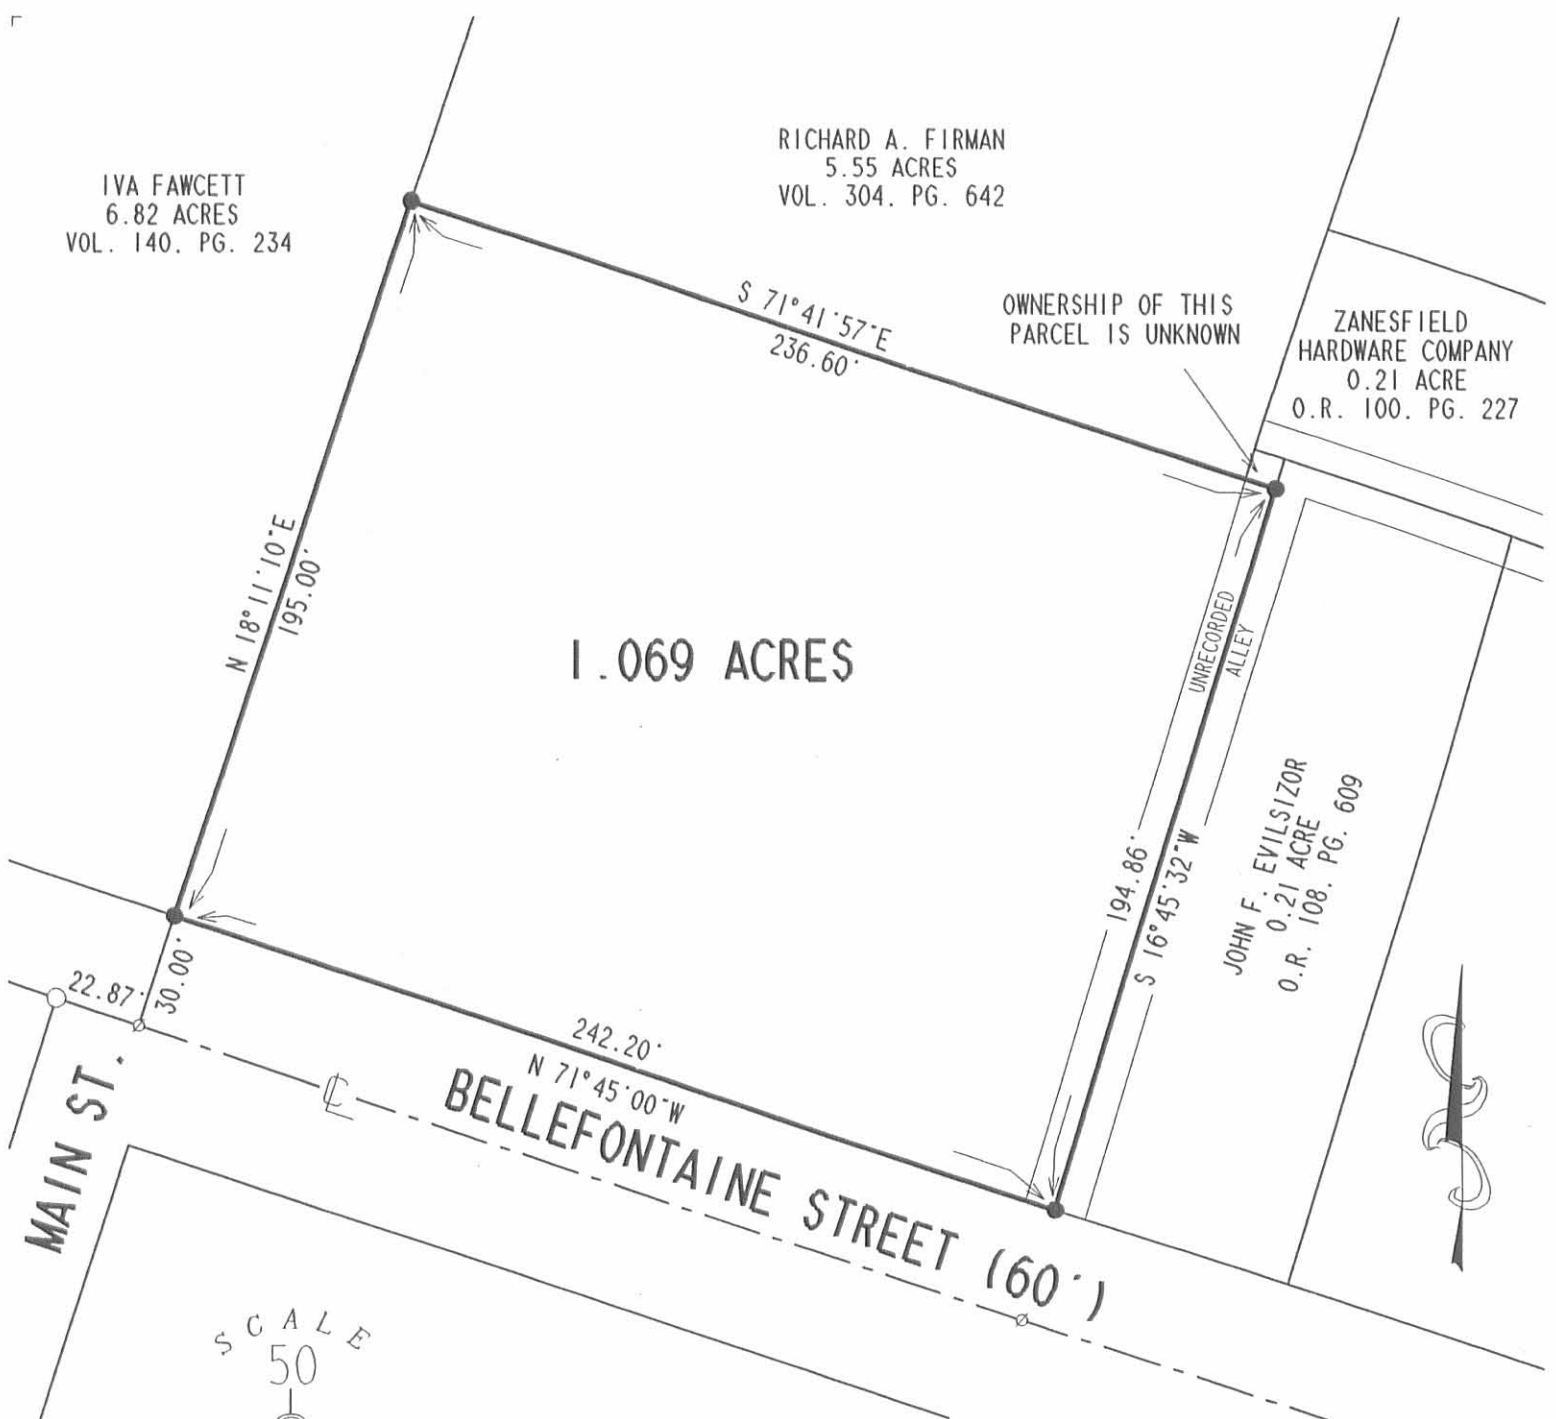 RICHARD A. FIRMAN
5.55 ACRES
VOL. 304. PG. 642
IVA FAWCETT
6.82 ACRES
VOL. 140. PG. 234
S 71°41'57"E
236.60'
OWNERSHIP OF THIS
PARCEL IS UNKNOWN
ZANESFIELD
HARDWARE COMPANY
0.21 ACRE
O.R. 100. PG. 227
N 18°11'10"E
195.00'
1.069 ACRES
UNRECORDED
ALLEY
194.86'
S 16°45'32"W
JOHN F. EVILSIZOR
0.21 ACRE
O.R. 108. PG. 609
22.87'
30.00'
242.20'
N 71°45'00"W
BELLEFONTAINE STREET (60')
MAIN ST.
SCALE
50